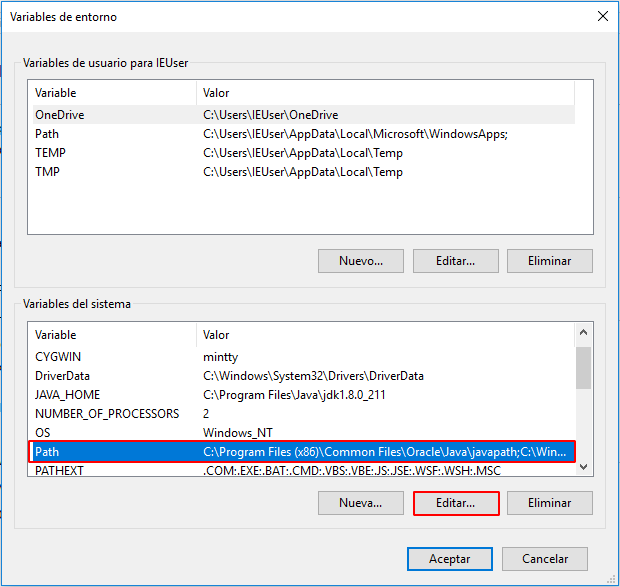 Variables de entorno
Variables de usuario para IEUser
Variable Valor
OneDrive C:\Users\IEUser\OneDrive
Path C:\Users\IEUser\AppData\Local\Microsoft\WindowsApps;
TEMP C:\Users\IEUser\AppData\Local\Temp
TMP C:\Users\IEUser\AppData\Local\Temp
Nuevo... Editar... Eliminar
Variables del sistema
Variable Valor
CYGWIN mintty
DriverData C:\Windows\System32\Drivers\DriverData
JAVA_HOME C:\Program Files\Java\jdk1.8.0_211
NUMBER_OF_PROCESSORS 2
OS Windows_NT
Path C:\Program Files (x86)\Common Files\Oracle\Java\javapath;C:\Win...
PATHEXT .COM;.EXE;.BAT;.CMD;.VBS;.VBE;.JS;.JSE;.WSF;.WSH;.MSC
Nueva... Editar... Eliminar
Aceptar Cancelar